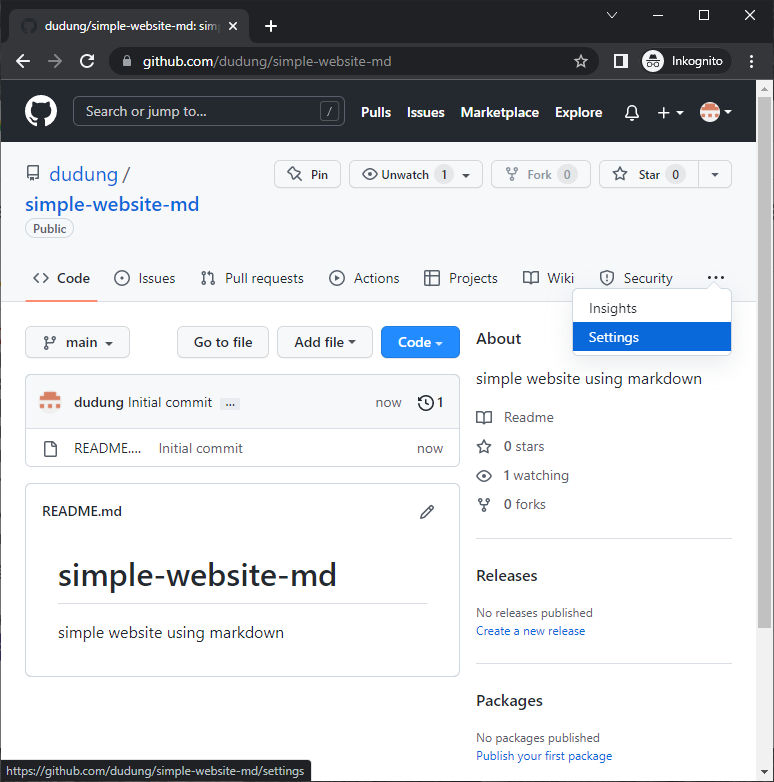 dudung/simple-website-md: sim
github.com/dudung/simple-website-md
Inkognito
Search or jump to...
/
Pulls Issues Marketplace Explore
dudung /
simple-website-md
Public
Pin
Unwatch 1
Fork 0
Star 0
Code Issues Pull requests Actions Projects Wiki Security ...
Insights
Settings
main
Go to file
Add file
Code
dudung Initial commit ... now 1
README.... Initial commit now
README.md
simple-website-md
simple website using markdown
About
simple website using markdown
Readme
0 stars
1 watching
0 forks
Releases
No releases published
Create a new release
Packages
No packages published
Publish your first package
https://github.com/dudung/simple-website-md/settings